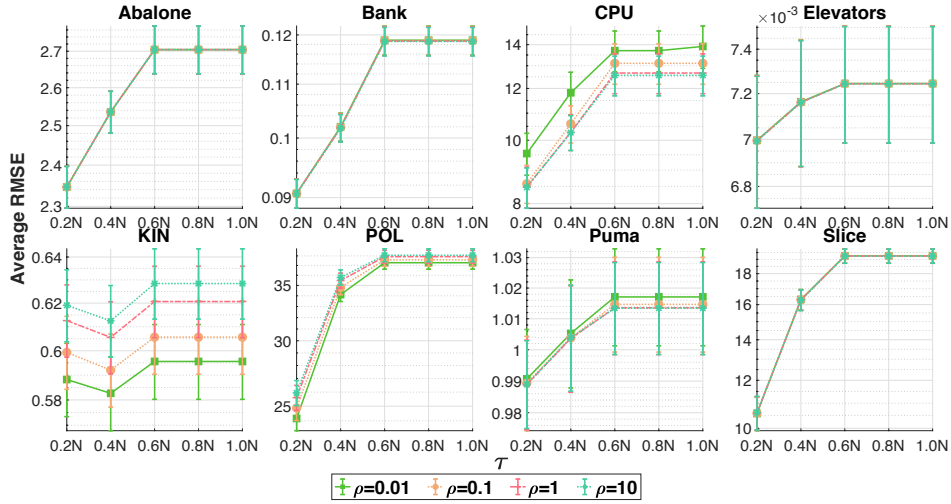 Abalone
Bank
CPU
Elevators
×10⁻³
2.7
2.6
2.5
2.4
2.3
0.12
0.11
0.1
0.09
14
12
10
8
7.4
7.2
7
6.8
0.2N 0.4N 0.6N 0.8N 1.0N
0.2N 0.4N 0.6N 0.8N 1.0N
0.2N 0.4N 0.6N 0.8N 1.0N
0.2N 0.4N 0.6N 0.8N 1.0N
Average RMSE
KIN
POL
Puma
Slice
0.64
0.62
0.6
0.58
35
30
25
1.03
1.02
1.01
1
0.99
0.98
18
16
14
12
10
0.2N 0.4N 0.6N 0.8N 1.0N
0.2N 0.4N 0.6N 0.8N 1.0N
0.2N 0.4N 0.6N 0.8N 1.0N
0.2N 0.4N 0.6N 0.8N 1.0N
τ
ρ=0.01 ρ=0.1 ρ=1 ρ=10